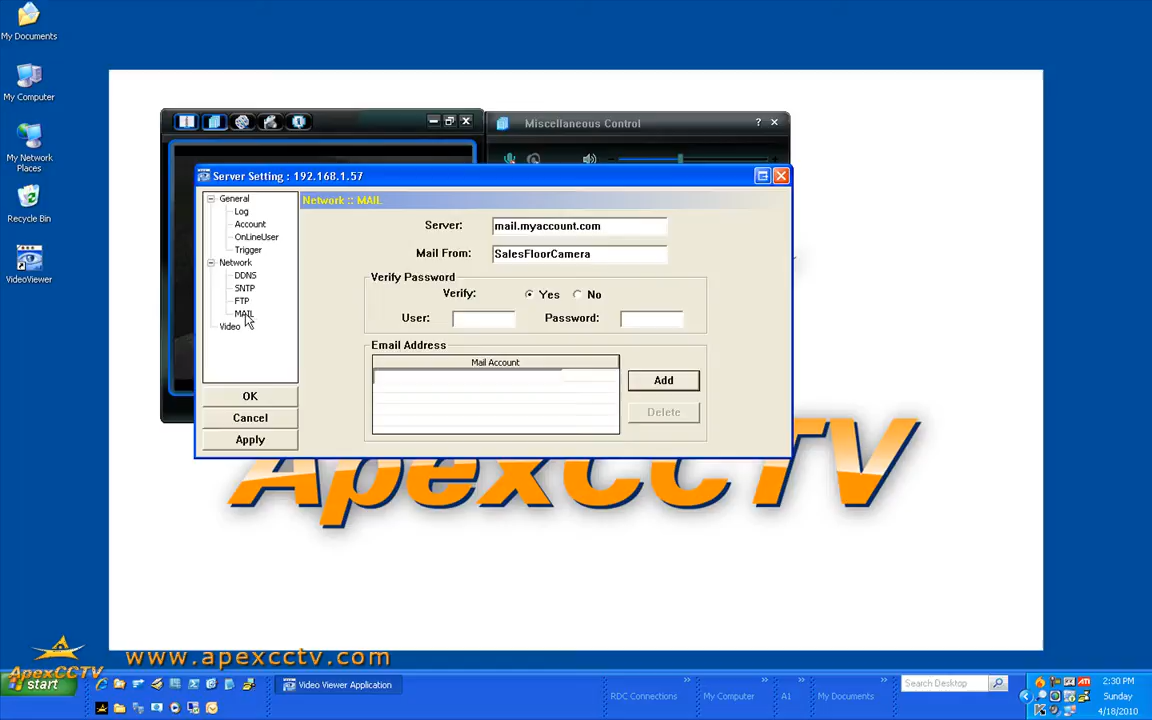 My Documents
My Computer
My Network
Places
Recycle Bin
VideoViewer
Miscellaneous Control
?
Server Setting : 192.168.1.57
General
Log
Account
OnLineUser
Trigger
Network
DDNS
SNTP
FTP
MAIL
Video
OK
Cancel
Apply
Network :: MAIL
Server: mail.myaccount.com
Mail From: SalesFloorCamera
Verify Password
Verify: Yes No
User: Password:
Email Address
Mail Account
Add
Delete
ApexCCTV
www.apexcctv.com
ApexCCTV
start
Video Viewer Application
RDC Connections
My Computer
A1
My Documents
Search Desktop
2:30 PM
Sunday
4/18/2010